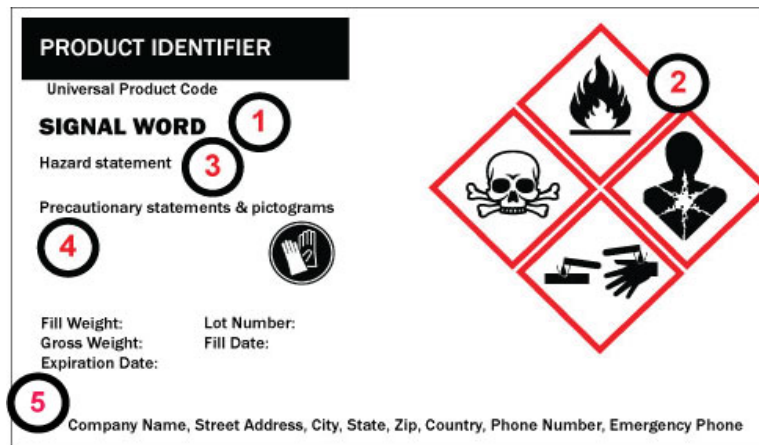 PRODUCT IDENTIFIER
Universal Product Code
SIGNAL WORD 1
2
Hazard statement 3
Precautionary statements & pictograms
4
Fill Weight: Lot Number:
Gross Weight: Fill Date:
Expiration Date:
5
Company Name, Street Address, City, State, Zip, Country, Phone Number, Emergency Phone